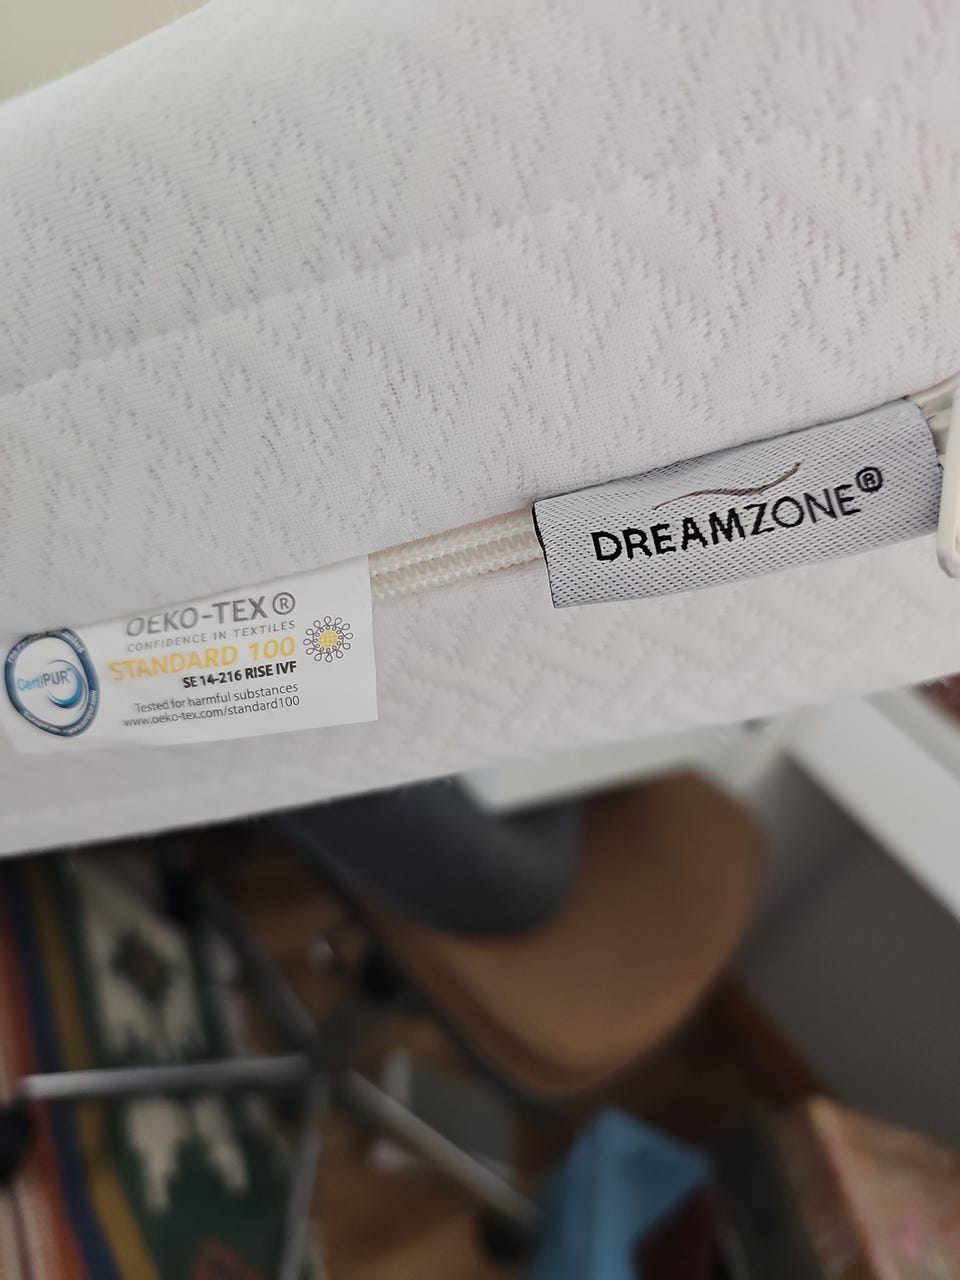 DREAMZONE®
OEKO-TEX®
CONFIDENCE IN TEXTILES
STANDARD 100
SE 14-216 RISE IVF
Tested for harmful substances
www.oeko-tex.com/standard100
CertiPUR™